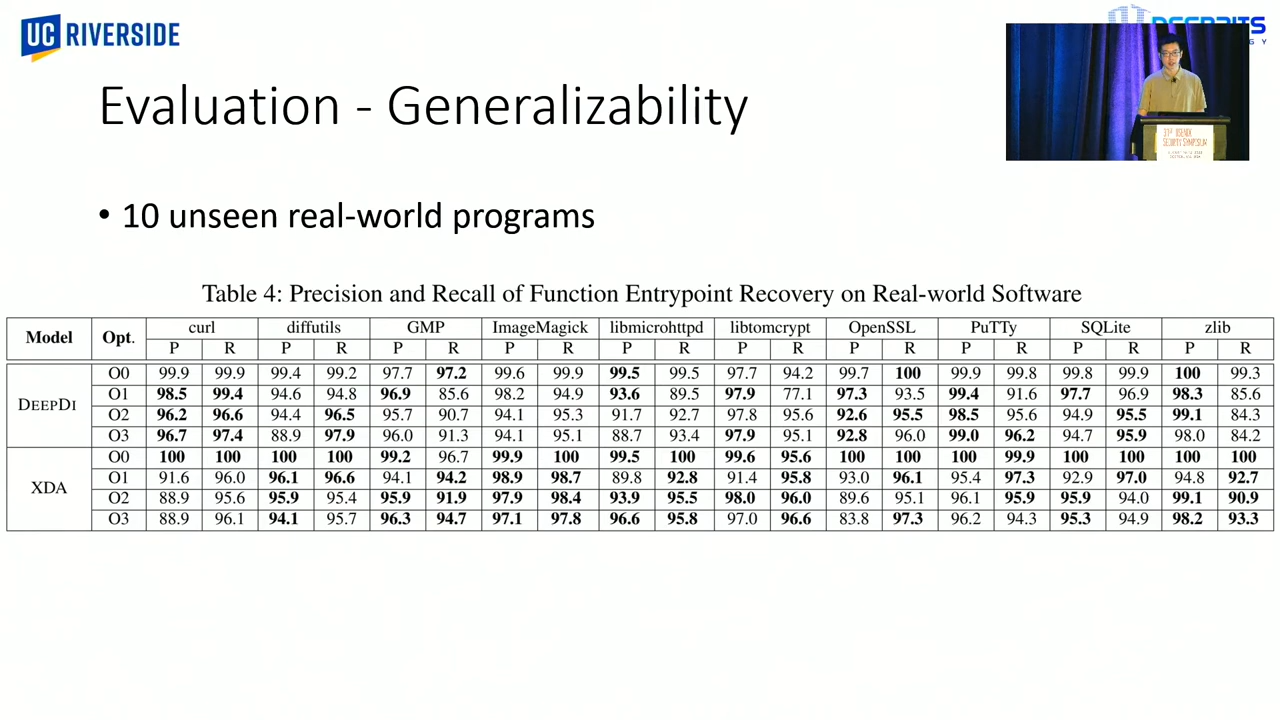 UC RIVERSIDE
Evaluation - Generalizability
• 10 unseen real-world programs
Table 4: Precision and Recall of Function Entrypoint Recovery on Real-world Software
Model Opt. curl diffutils GMP ImageMagick libmicrohttpd libtomcrypt OpenSSL PuTTy SQLite zlib
P R P R P R P R P R P R P R P R P R P R
DEEPDI
O0 99.9 99.9 99.4 99.2 97.7 97.2 99.6 99.9 99.5 99.5 97.7 94.2 99.7 100 99.9 99.8 99.8 99.9 100 99.3
O1 98.5 99.4 94.6 94.8 96.9 85.6 98.2 94.9 93.6 89.5 97.9 77.1 97.3 93.5 99.4 91.6 97.7 96.9 98.3 85.6
O2 96.2 96.6 94.4 96.5 95.7 90.7 94.1 95.3 91.7 92.7 97.8 95.6 92.6 95.5 98.5 95.6 94.9 95.5 99.1 84.3
O3 96.7 97.4 88.9 97.9 96.0 91.3 94.1 95.1 88.7 93.4 97.9 95.1 92.8 96.0 99.0 96.2 94.7 95.9 98.0 84.2
XDA
O0 100 100 100 100 99.2 96.7 99.9 100 99.5 100 99.6 95.6 100 100 100 99.9 100 100 100 100
O1 91.6 96.0 96.1 96.6 94.1 94.2 98.9 98.7 89.8 92.8 91.4 95.8 93.0 96.1 95.4 97.3 92.9 97.0 94.8 92.7
O2 88.9 95.6 95.9 95.4 95.9 91.9 97.9 98.4 93.9 95.5 98.0 96.0 89.6 95.1 96.1 95.9 95.9 94.0 99.1 90.9
O3 88.9 96.1 94.1 95.7 96.3 94.7 97.1 97.8 96.6 95.8 97.0 96.6 83.8 97.3 96.2 94.3 95.3 94.9 98.2 93.3
31ST USENIX
SECURITY SYMPOSIUM